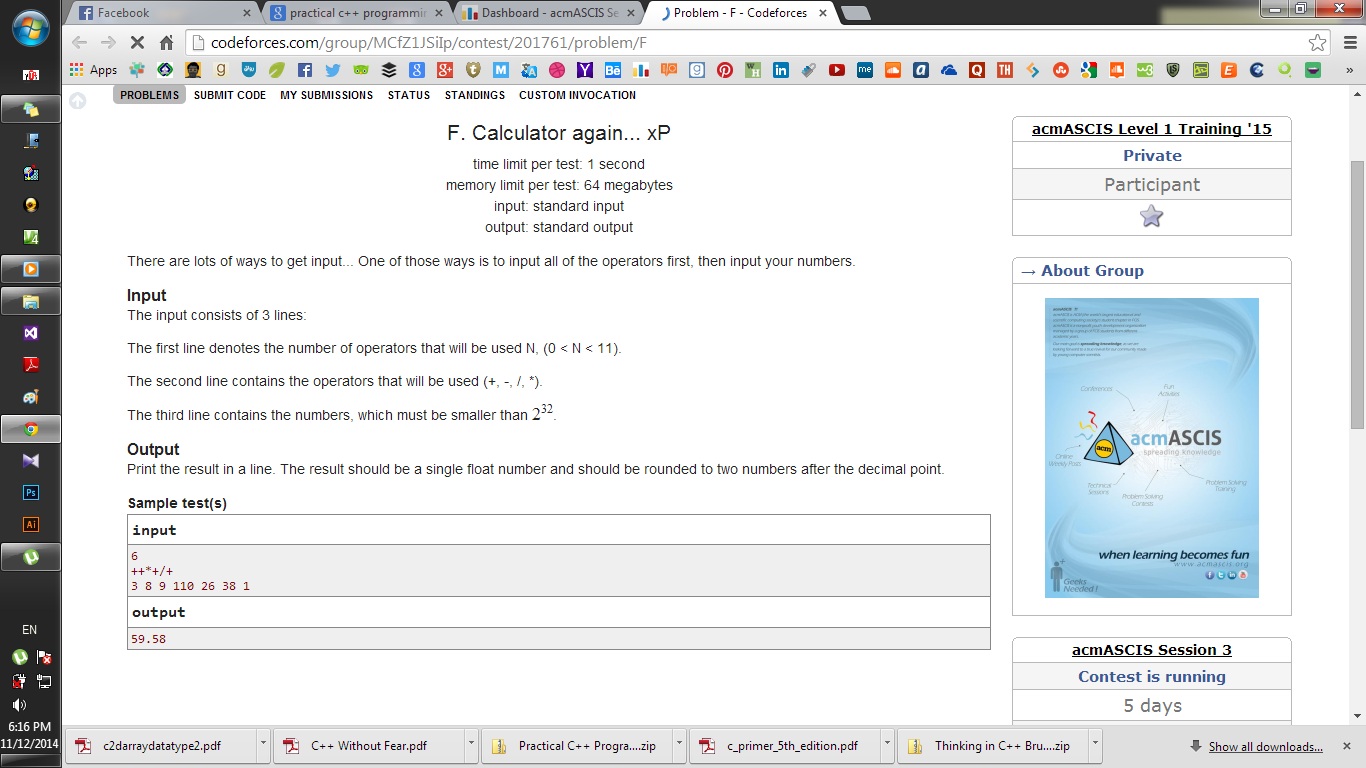 Facebook
practical c++ programmin
Dashboard - acmASCIS Se
Problem - F - Codeforces
codeforces.com/group/MCfZ1JSiIp/contest/201761/problem/F
Apps
PROBLEMS SUBMIT CODE MY SUBMISSIONS STATUS STANDINGS CUSTOM INVOCATION
F. Calculator again... xP
time limit per test: 1 second
memory limit per test: 64 megabytes
input: standard input
output: standard output
There are lots of ways to get input... One of those ways is to input all of the operators first, then input your numbers.
Input
The input consists of 3 lines:
The first line denotes the number of operators that will be used N, (0 < N < 11).
The second line contains the operators that will be used (+, -, /, *).
The third line contains the numbers, which must be smaller than 2^32.
Output
Print the result in a line. The result should be a single float number and should be rounded to two numbers after the decimal point.
Sample test(s)
input
6
++*+/+
3 8 9 110 26 38 1
output
59.58
acmASCIS Level 1 Training '15
Private
Participant
→ About Group
Conferences
Fun
Activities
acmASCIS
spreading knowledge
acm
Online
Weekly Posts
Technical
Sessions
Problem Solving
Contests
Problem Solving
Training
when learning becomes fun
www.acmascis.org
Geeks
Needed !
acmASCIS Session 3
Contest is running
5 days
EN
6:16 PM
11/12/2014
c2darraydatatype2.pdf
C++ Without Fear.pdf
Practical C++ Progra....zip
c_primer_5th_edition.pdf
Thinking in C++ Bru....zip
Show all downloads...